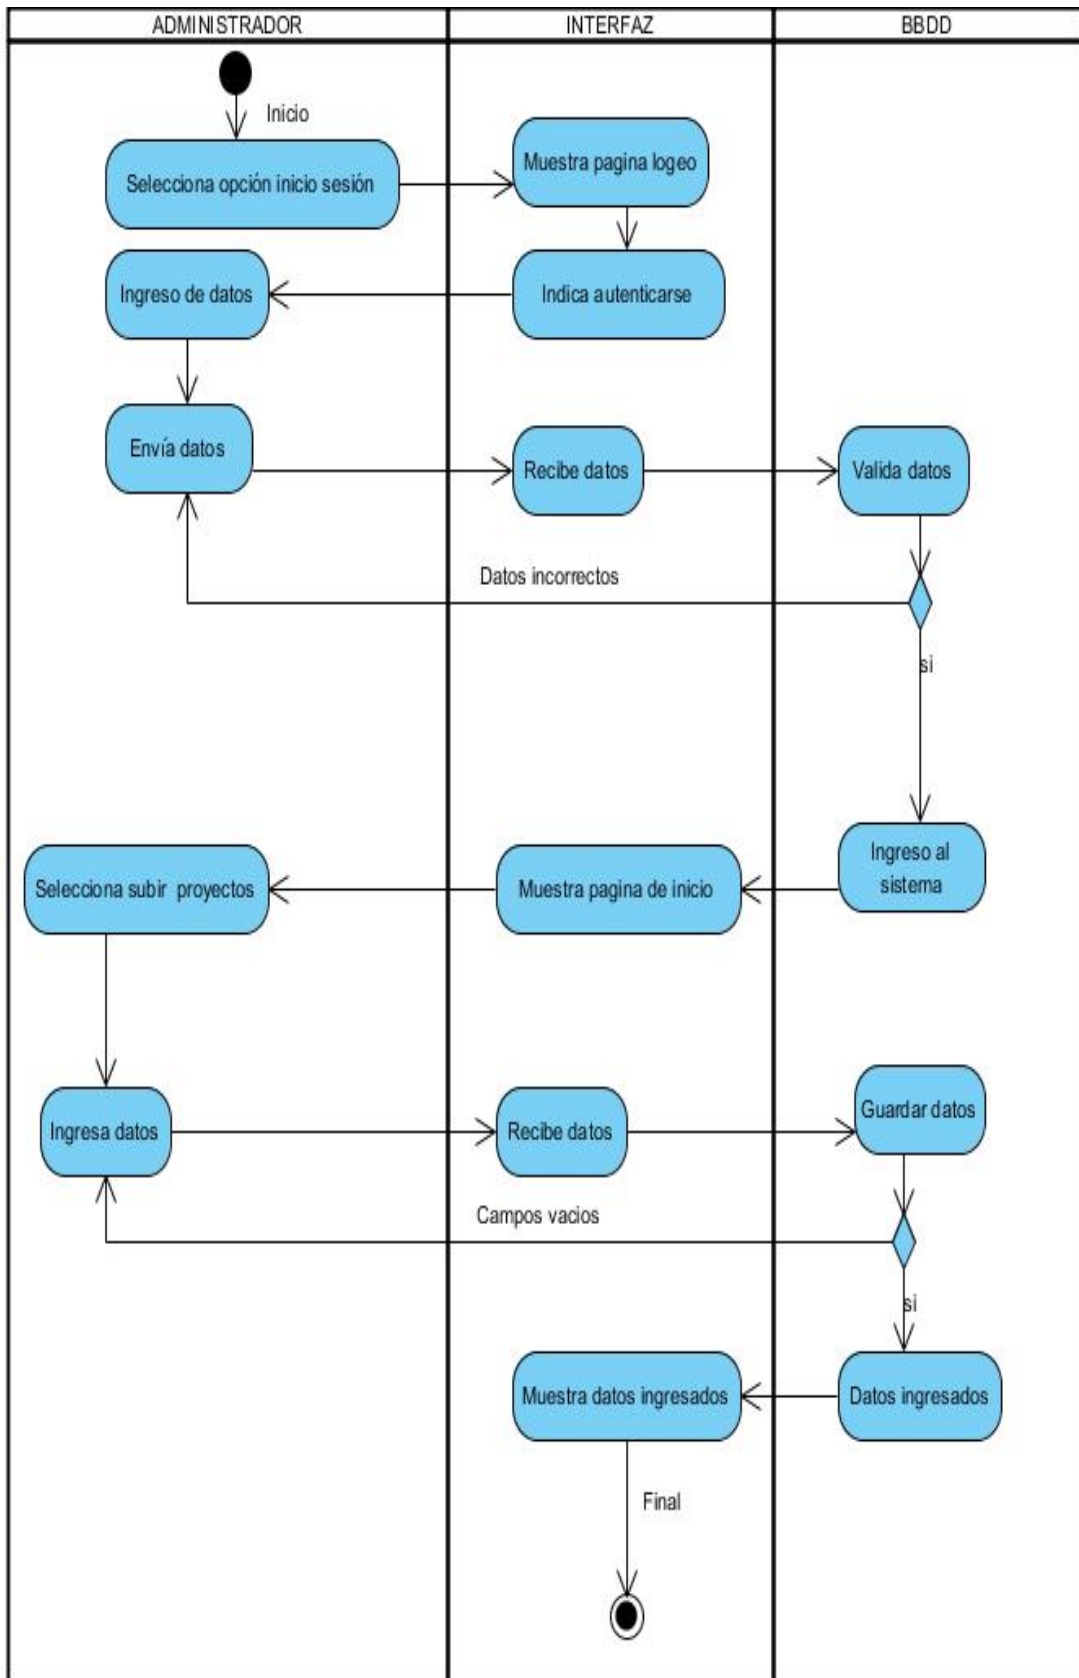 ADMINISTRADOR
INTERFAZ
BBDD
Inicio
Selecciona opción inicio sesión
Muestra pagina logeo
Ingreso de datos
Indica autenticarse
Envía datos
Recibe datos
Valida datos
Datos incorrectos
si
Selecciona subir proyectos
Muestra pagina de inicio
Ingreso al
sistema
Ingresa datos
Recibe datos
Guardar datos
Campos vacios
si
Muestra datos ingresados
Datos ingresados
Final